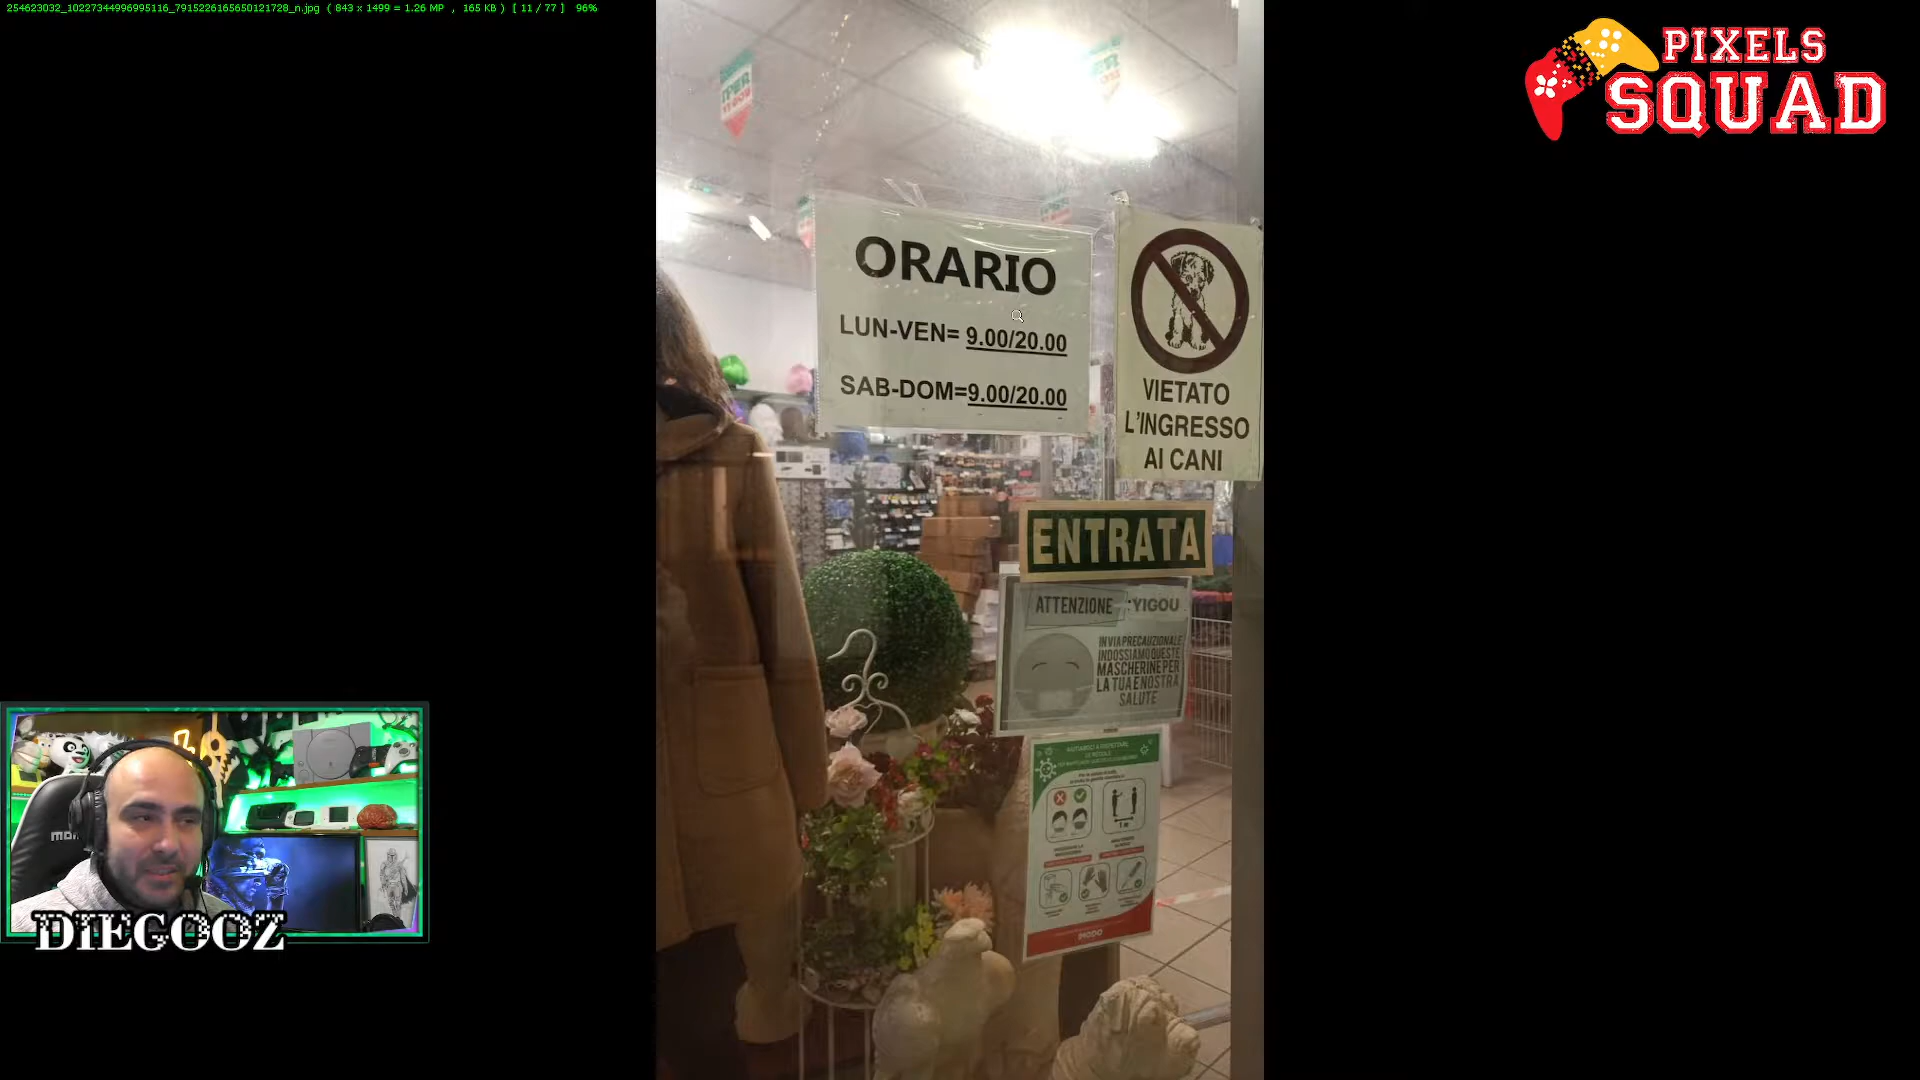 254623032_10227344996995116_7915226165650121728_n.jpg ( 843 x 1499 = 1.26 MP , 165 KB ) [ 11 / 77 ] 96%
PIXELS
SQUAD
ORARIO
LUN-VEN= 9.00/20.00
SAB-DOM=9.00/20.00
VIETATO
L'INGRESSO
AI CANI
ENTRATA
ATTENZIONE
YIGOU
IN VIA PRECAUZIONALE
INDOSSIAMO QUESTE
MASCHERINE PER
LA TUA E NOSTRA
SALUTE
DIEGOOZ